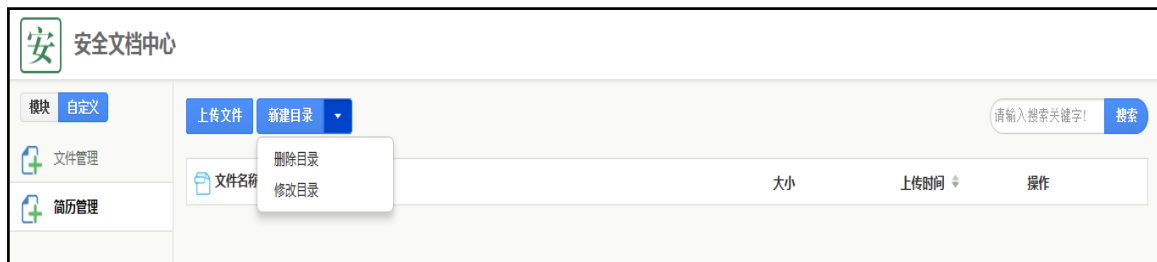 安 安全文档中心
模块 自定义 上传文件 新建目录 请输入搜索关键字! 搜索
文件管理
简历管理
删除目录
修改目录
文件名称 大小 上传时间 操作